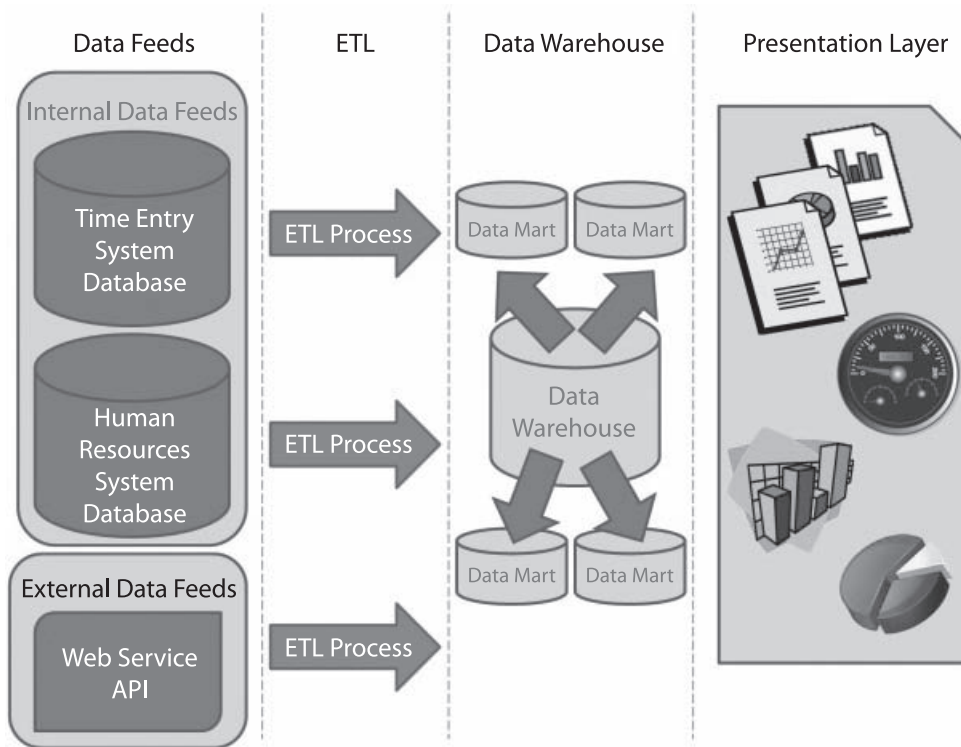 Data Feeds
ETL
Data Warehouse
Presentation Layer
Internal Data Feeds
Time Entry
System
Database
Human
Resources
System
Database
External Data Feeds
Web Service
API
ETL Process
ETL Process
ETL Process
Data Mart
Data Mart
Data
Warehouse
Data Mart
Data Mart